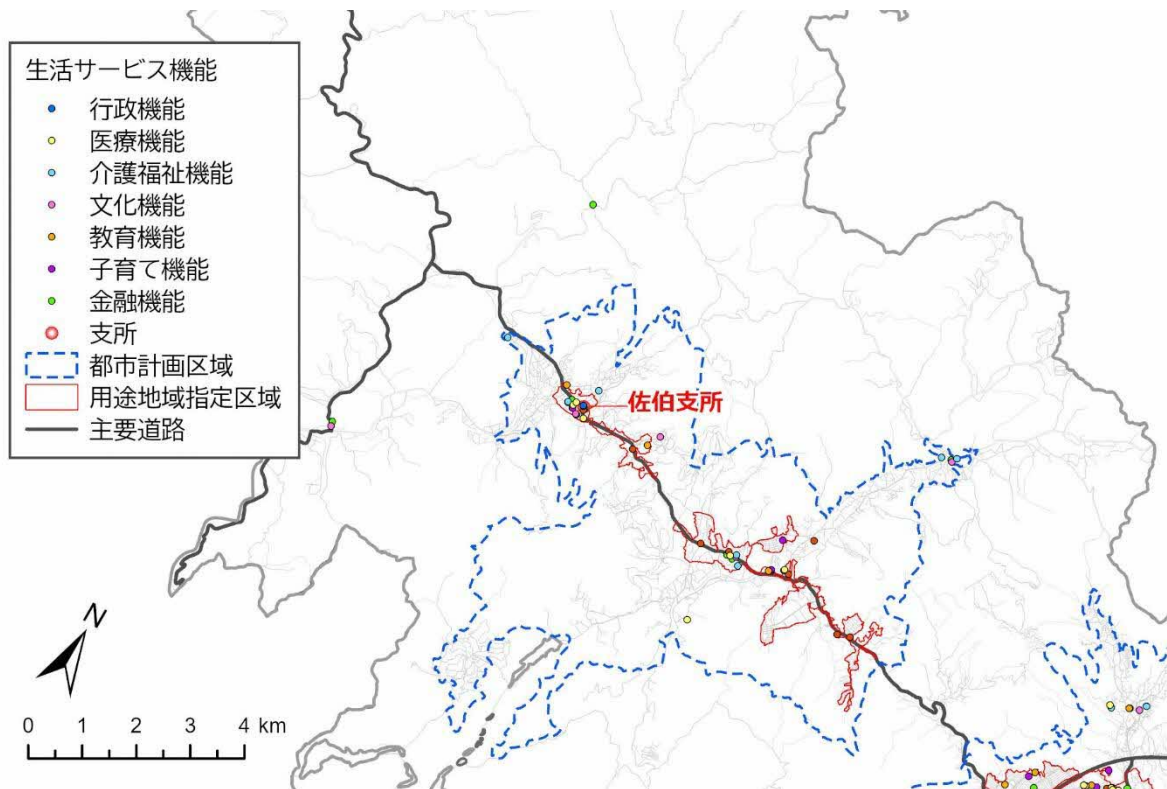 生活サービス機能
行政機能
医療機能
介護福祉機能
文化機能
教育機能
子育て機能
金融機能
支所
都市計画区域
用途地域指定区域
主要道路
佐伯支所
N
0 1 2 3 4 km